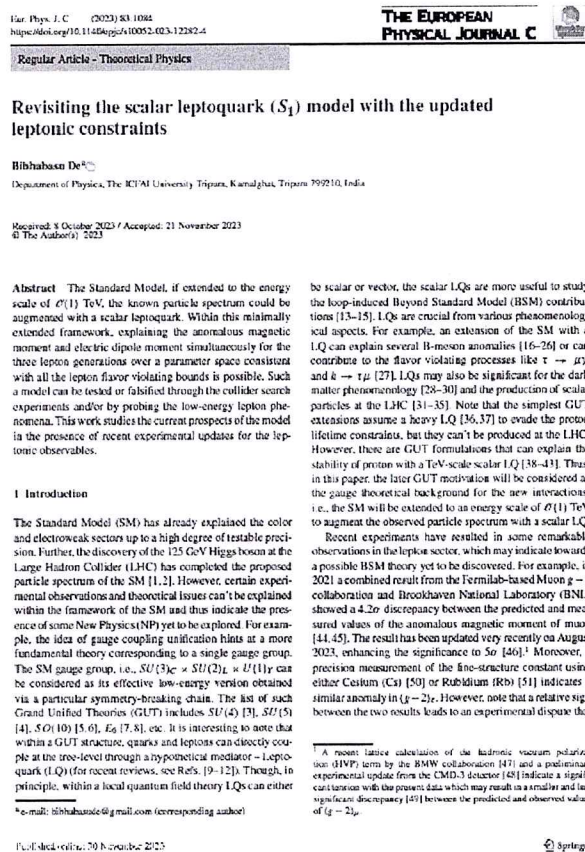 Eur. Phys. J. C (2023) 83:1084
https://doi.org/10.1140/epjc/s10052-023-12282-4
THE EUROPEAN
PHYSICAL JOURNAL C
Regular Article - Theoretical Physics
Revisiting the scalar leptoquark (S₁) model with the updated
leptonic constraints
Bibhabasu Deᵃ
Department of Physics, The ICFAI University Tripura, Kamalghat, Tripura 799210, India
Received: 8 October 2023 / Accepted: 21 November 2023
© The Author(s) 2023
Abstract The Standard Model, if extended to the energy
scale of 𝒪(1) TeV, the known particle spectrum could be
augmented with a scalar leptoquark. Within this minimally
extended framework, explaining the anomalous magnetic
moment and electric dipole moment simultaneously for the
three lepton generations over a parameter space consistent
with all the lepton flavor violating bounds is possible. Such
a model can be tested or falsified through the collider search
experiments and/or by probing the low-energy lepton phe-
nomena. This work studies the current prospects of the model
in the presence of recent experimental updates for the lep-
tonic observables.
1 Introduction
The Standard Model (SM) has already explained the color
and electroweak sectors up to a high degree of testable preci-
sion. Further, the discovery of the 125 GeV Higgs boson at the
Large Hadron Collider (LHC) has completed the proposed
particle spectrum of the SM [1,2]. However, certain experi-
mental observations and theoretical issues can't be explained
within the framework of the SM and thus indicate the pres-
ence of some New Physics (NP) yet to be explored. For exam-
ple, the idea of gauge coupling unification hints at a more
fundamental theory corresponding to a single gauge group.
The SM gauge group, i.e., SU(3)C × SU(2)L × U(1)Y can
be considered as its effective low-energy version obtained
via a particular symmetry-breaking chain. The list of such
Grand Unified Theories (GUT) includes SU(4) [3], SU(5)
[4], SO(10) [5,6], E₆ [7,8], etc. It is interesting to note that
within a GUT structure, quarks and leptons can directly cou-
ple at the tree-level through a hypothetical mediator – Lepto-
quark (LQ) (for recent reviews, see Refs. [9–12]). Though, in
principle, within a local quantum field theory LQs can either
ᵃ e-mail: bibhabasude@gmail.com (corresponding author)
be scalar or vector, the scalar LQs are more useful to study
the loop-induced Beyond Standard Model (BSM) contribu
tions [13–15]. LQs are crucial from various phenomenolog
ical aspects. For example, an extension of the SM with
LQ can explain several B-meson anomalies [16–26] or can
contribute to the flavor violating processes like τ → μγ
and h → τμ [27]. LQs may also be significant for the dark
matter phenomenology [28–30] and the production of scala
particles at the LHC [31–35]. Note that the simplest GUT
extensions assume a heavy LQ [36,37] to evade the proton
lifetime constraints, but they can't be produced at the LHC
However, there are GUT formulations that can explain the
stability of proton with a TeV-scale scalar LQ [38–43]. Thus
in this paper, the later GUT motivation will be considered a
the gauge theoretical background for the new interactions
i.e., the SM will be extended to an energy scale of 𝒪(1) TeV
to augment the observed particle spectrum with a scalar LQ
Recent experiments have resulted in some remarkabl
observations in the lepton sector, which may indicate toward
a possible BSM theory yet to be discovered. For example, i
2021 a combined result from the Fermilab-based Muon g −
collaboration and Brookhaven National Laboratory (BNL
showed a 4.2σ discrepancy between the predicted and mea
sured values of the anomalous magnetic moment of muo
[44,45]. The result has been updated very recently on Augus
2023, enhancing the significance to 5σ [46].¹ Moreover,
precision measurement of the fine-structure constant usin
either Cesium (Cs) [50] or Rubidium (Rb) [51] indicates
similar anomaly in (g−2)e. However, note that a relative sig
between the two results leads to an experimental dispute tha
¹ A recent lattice calculation of the hadronic vacuum polariza
tion (HVP) term by the BMW collaboration [47] and a preliminar
experimental update from the CMD-3 detector [48] indicate a signifi
cant tension with the present data which may result in a smaller and les
significant discrepancy [49] between the predicted and observed value
of (g − 2)μ.
Published online: 30 November 2023
Springe